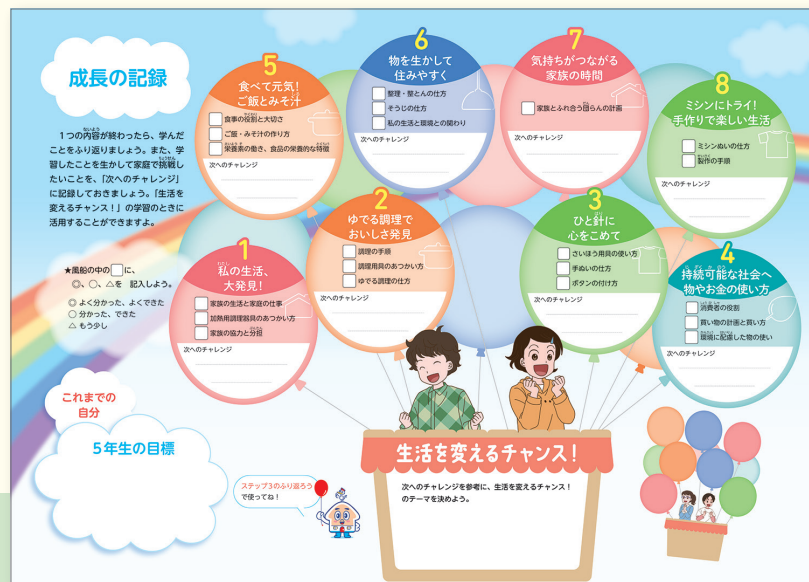 成長の記録
1つの内容が終わったら、学んだ
ことをふり返りましょう。また、学
習したことを生かして家庭で挑戦し
たいことを、「次へのチャレンジ」
に記録しておきましょう。「生活を
変えるチャンス!」の学習のときに
活用することができますよ。
★風船の中の□に、
◎、○、△を 記入しよう。
◎ よく分かった、よくできた
○ 分かった、できた
△ もう少し
1
私の生活、
大発見!
家族の生活と家庭の仕事
加熱用調理器具のあつかい方
家族の協力と分担
次へのチャレンジ
2
ゆでる調理で
おいしさ発見
調理の手順
調理用具のあつかい方
ゆでる調理の仕方
次へのチャレンジ
3
ひと針に
心をこめて
さいほう用具の使い方
手ぬいの仕方
ボタンの付け方
次へのチャレンジ
4
持続可能な社会へ
物やお金の使い方
消費者の役割
買い物の計画と買い方
環境に配慮した物の使い
次へのチャレンジ
5
食べて元気!
ご飯とみそ汁
食事の役割と大切さ
ご飯・みそ汁の作り方
栄養素の働き、食品の栄養的な特徴
次へのチャレンジ
6
物を生かして
住みやすく
整理・整とんの仕方
そうじの仕方
私の生活と環境との関わり
次へのチャレンジ
7
気持ちがつながる
家族の時間
家族とふれ合う団らんの計画
次へのチャレンジ
8
ミシンにトライ!
手作りで楽しい生活
ミシンぬいの仕方
製作の手順
次へのチャレンジ
これまでの
自分
5年生の目標
ステップ3のふり返ろう
で使ってね!
生活を変えるチャンス!
次へのチャレンジを参考に、生活を変えるチャンス!
のテーマを決めよう。